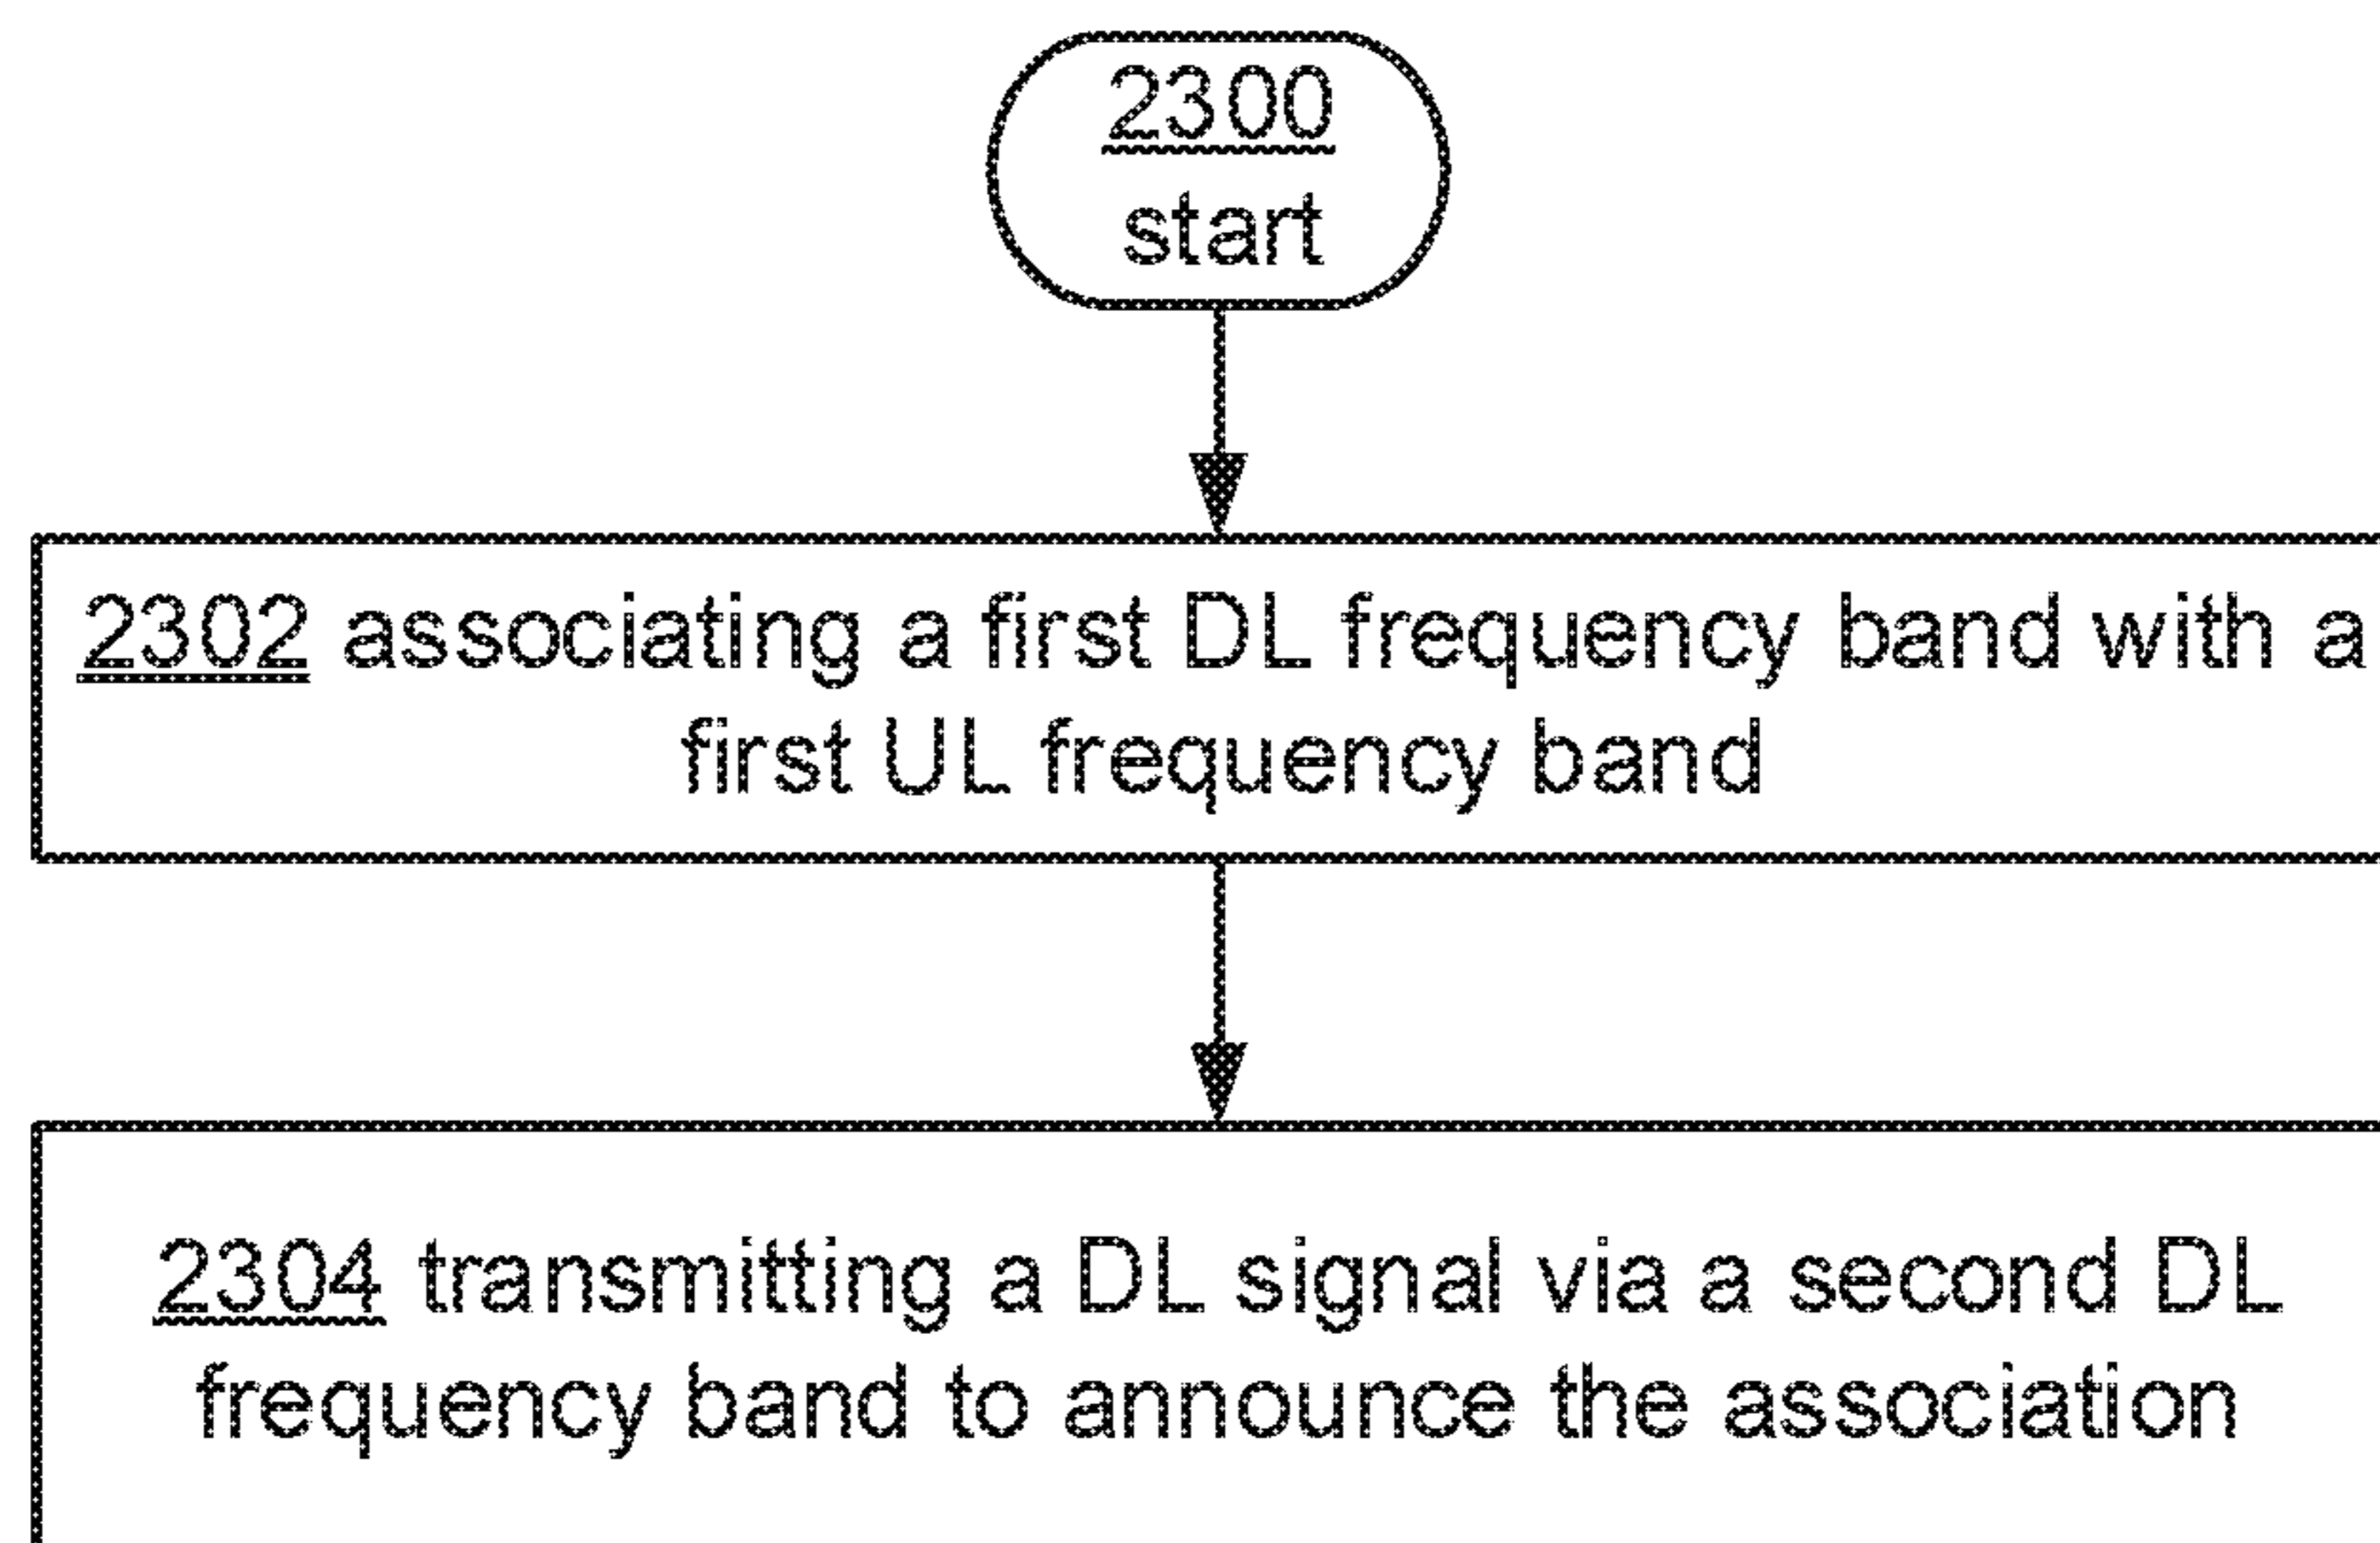 2300
start
2302 associating a first DL frequency band with a
first UL frequency band
2304 transmitting a DL signal via a second DL
frequency band to announce the association